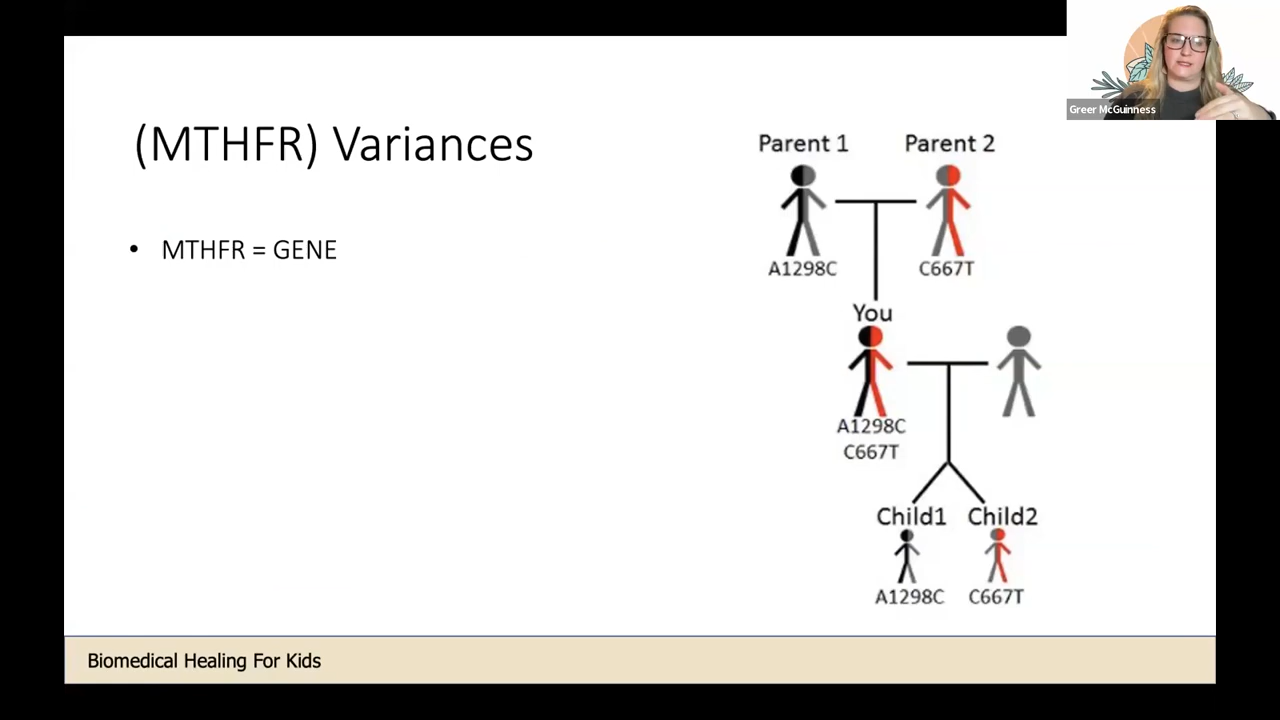 Greer McGuinness
(MTHFR) Variances
• MTHFR = GENE
Parent 1 Parent 2
A1298C C667T
You
A1298C
C667T
Child1 Child2
A1298C C667T
Biomedical Healing For Kids